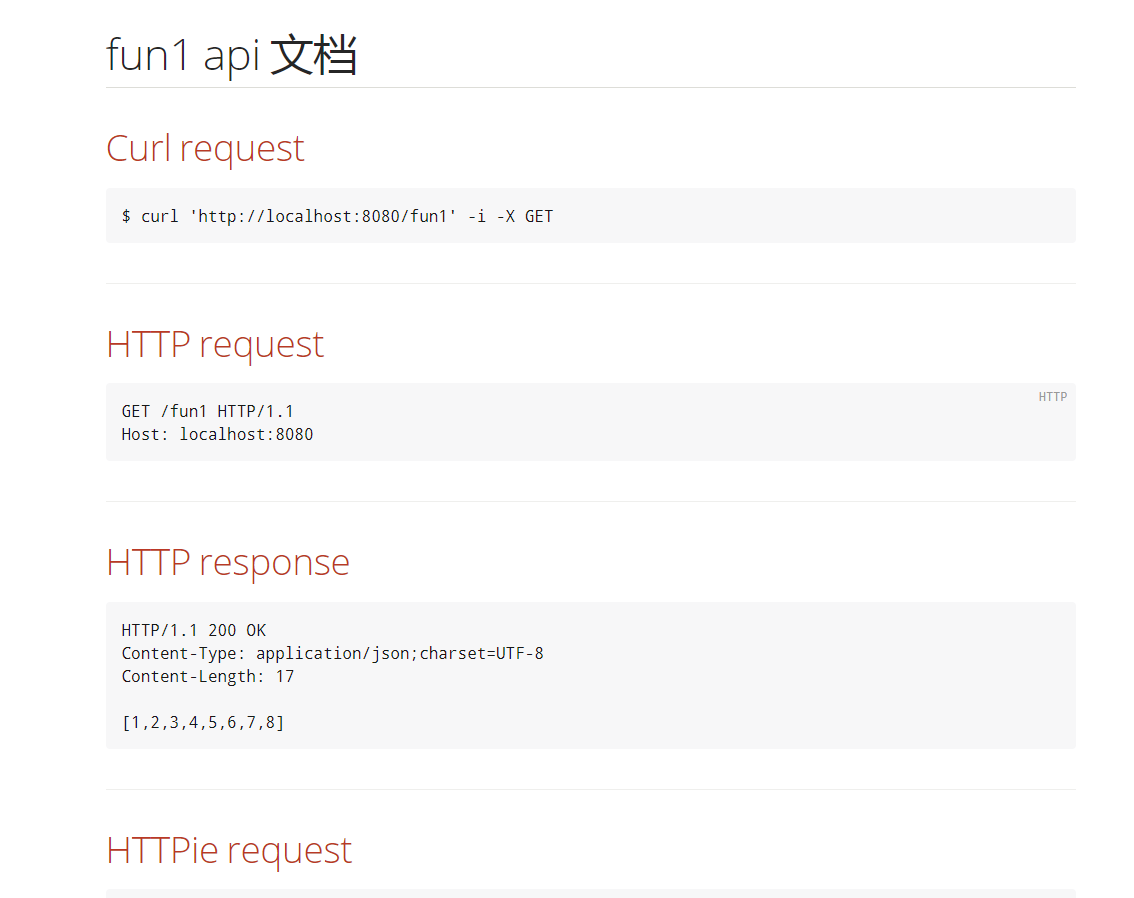 fun1 api 文档
Curl request
$ curl 'http://localhost:8080/fun1' -i -X GET
HTTP request
HTTP
GET /fun1 HTTP/1.1
Host: localhost:8080
HTTP response
HTTP/1.1 200 OK
Content-Type: application/json;charset=UTF-8
Content-Length: 17

[1,2,3,4,5,6,7,8]
HTTPie request